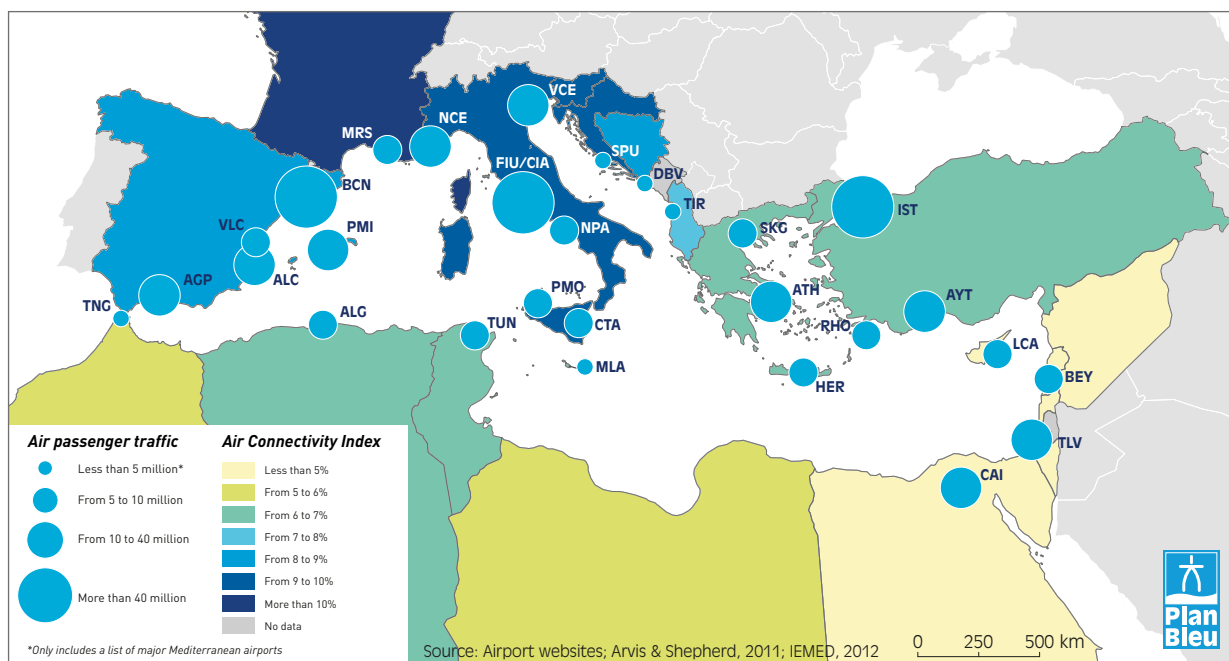 VCE
NCE
MRS
SPU
FIU/CIA
DBV
BCN
TIR
IST
VLC
PMI
NPA
SKG
AGP
ALC
PMO
ATH
AYT
TNG
ALG
TUN
CTA
RHO
LCA
MLA
HER
BEY
TLV
CAI
Air passenger traffic
Less than 5 million*
From 5 to 10 million
From 10 to 40 million
More than 40 million
*Only includes a list of major Mediterranean airports
Air Connectivity Index
Less than 5%
From 5 to 6%
From 6 to 7%
From 7 to 8%
From 8 to 9%
From 9 to 10%
More than 10%
No data
Source: Airport websites; Arvis & Shepherd, 2011; IEMED, 2012
0 250 500 km
Plan
Bleu